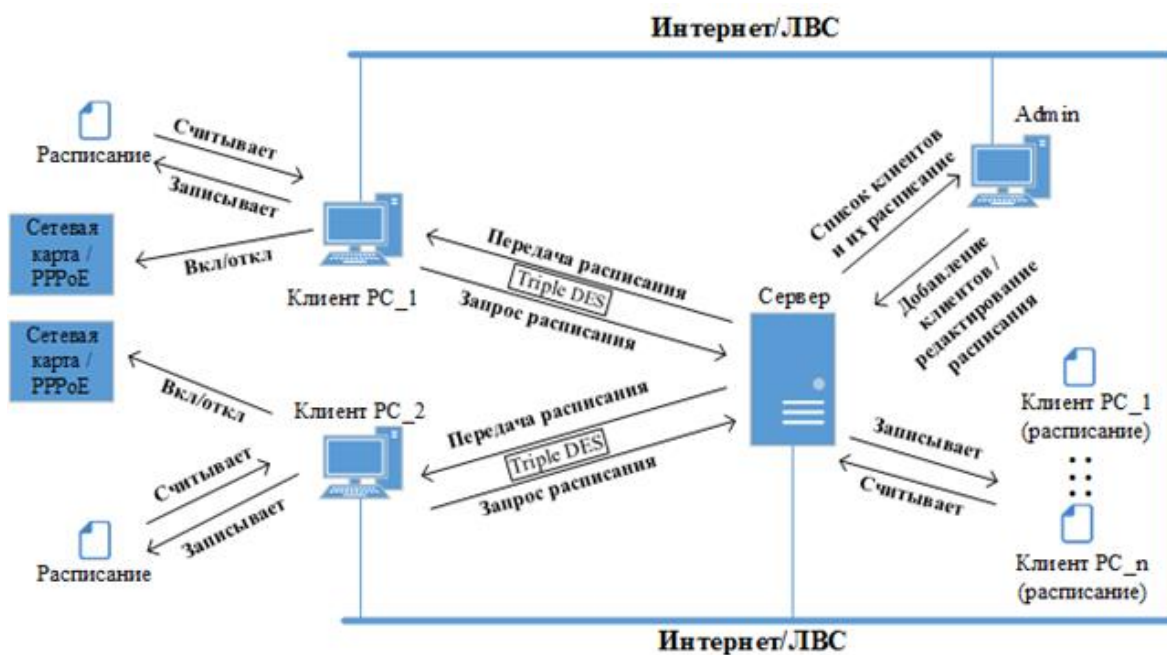 Интернет/ЛВС
Admin
Считывает
Расписание
Записывает
Список клиентов
и их расписание
Сетевая
карта /
PPPoE
Вкл/откл
Передача расписания
Triple DES
Запрос расписания
Клиент PC_1
Сервер
Добавление
клиентов /
редактирование
расписания
Сетевая
карта /
PPPoE
Вкл/откл
Клиент PC_2
Передача расписания
Triple DES
Запрос расписания
Клиент PC_1
(расписание)
Записывает
Считывает
Считывает
Записывает
Расписание
Клиент PC_n
(расписание)
Интернет/ЛВС